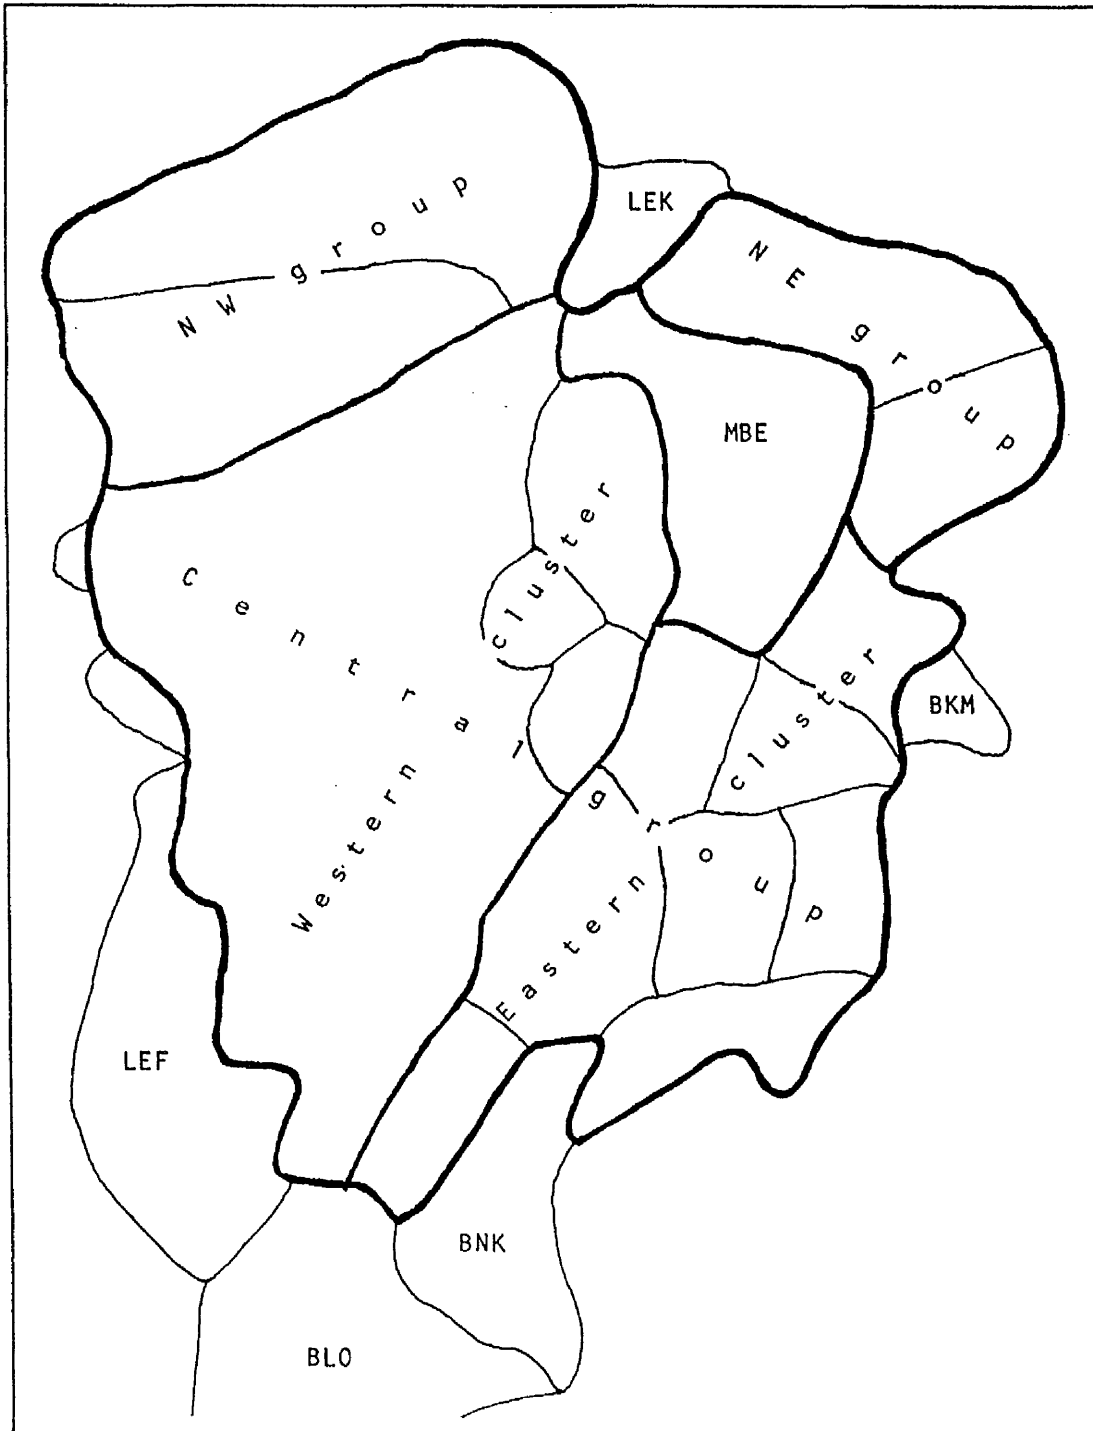 NW group
LEK
NE group
MBE
Central group
Western cluster
Eastern cluster
BKM
LEF
BNK
BLO